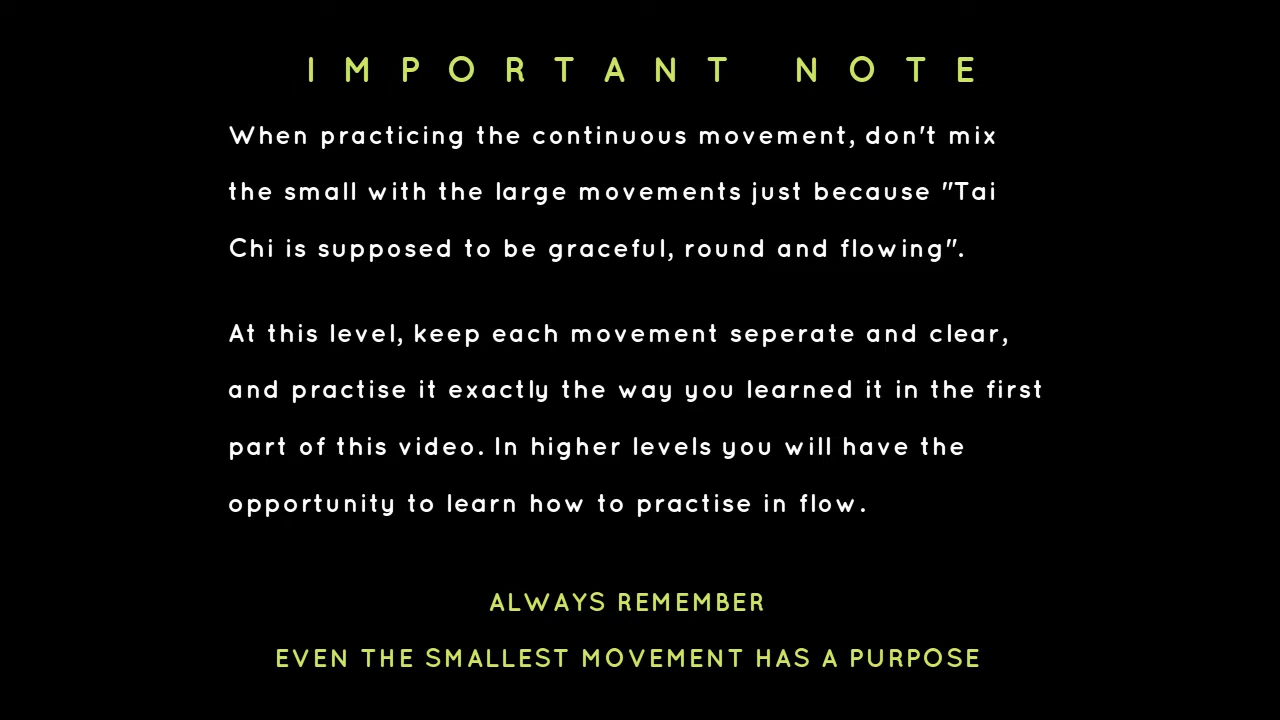 IMPORTANT NOTE
When practicing the continuous movement, don't mix
the small with the large movements just because "Tai
Chi is supposed to be graceful, round and flowing".
At this level, keep each movement seperate and clear,
and practise it exactly the way you learned it in the first
part of this video. In higher levels you will have the
opportunity to learn how to practise in flow.
ALWAYS REMEMBER
EVEN THE SMALLEST MOVEMENT HAS A PURPOSE